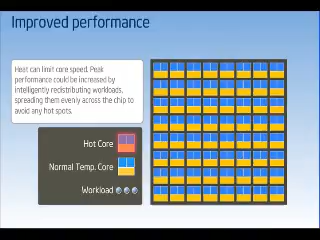 Improved performance
Heat can limit core speed. Peak
performance could be increased by
intelligently redistributing workloads,
spreading them evenly across the chip to
avoid any hot spots.
Hot Core
Normal Temp. Core
Workload